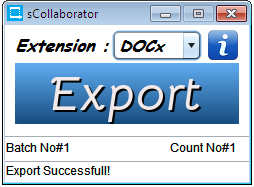 sCollaborator
Extension : DOCx
Export
Batch No#1 Count No#1
Export Successfull!